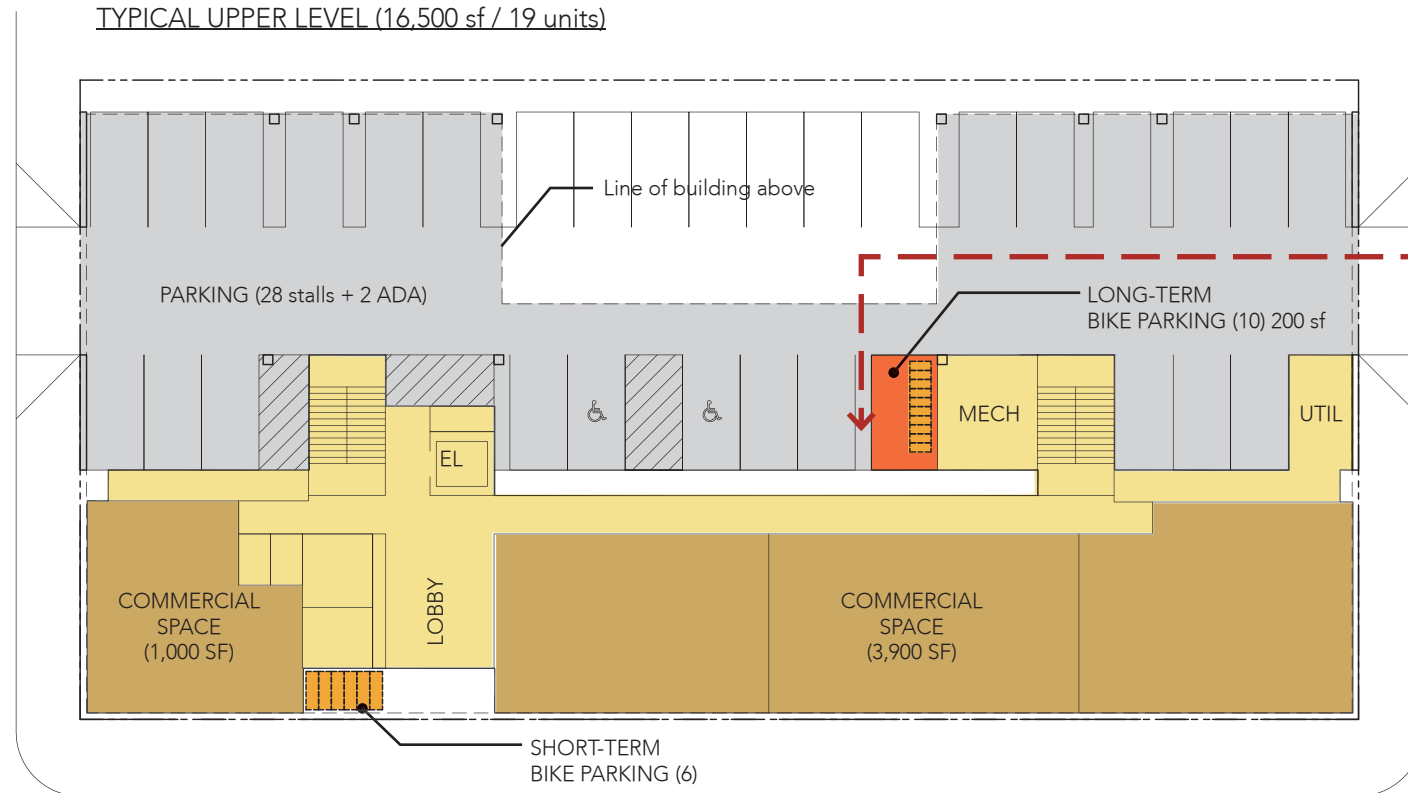 TYPICAL UPPER LEVEL (16,500 sf / 19 units)
Line of building above
PARKING (28 stalls + 2 ADA)
LONG-TERM
BIKE PARKING (10) 200 sf
MECH
UTIL
EL
LOBBY
COMMERCIAL
SPACE
(1,000 SF)
COMMERCIAL
SPACE
(3,900 SF)
SHORT-TERM
BIKE PARKING (6)